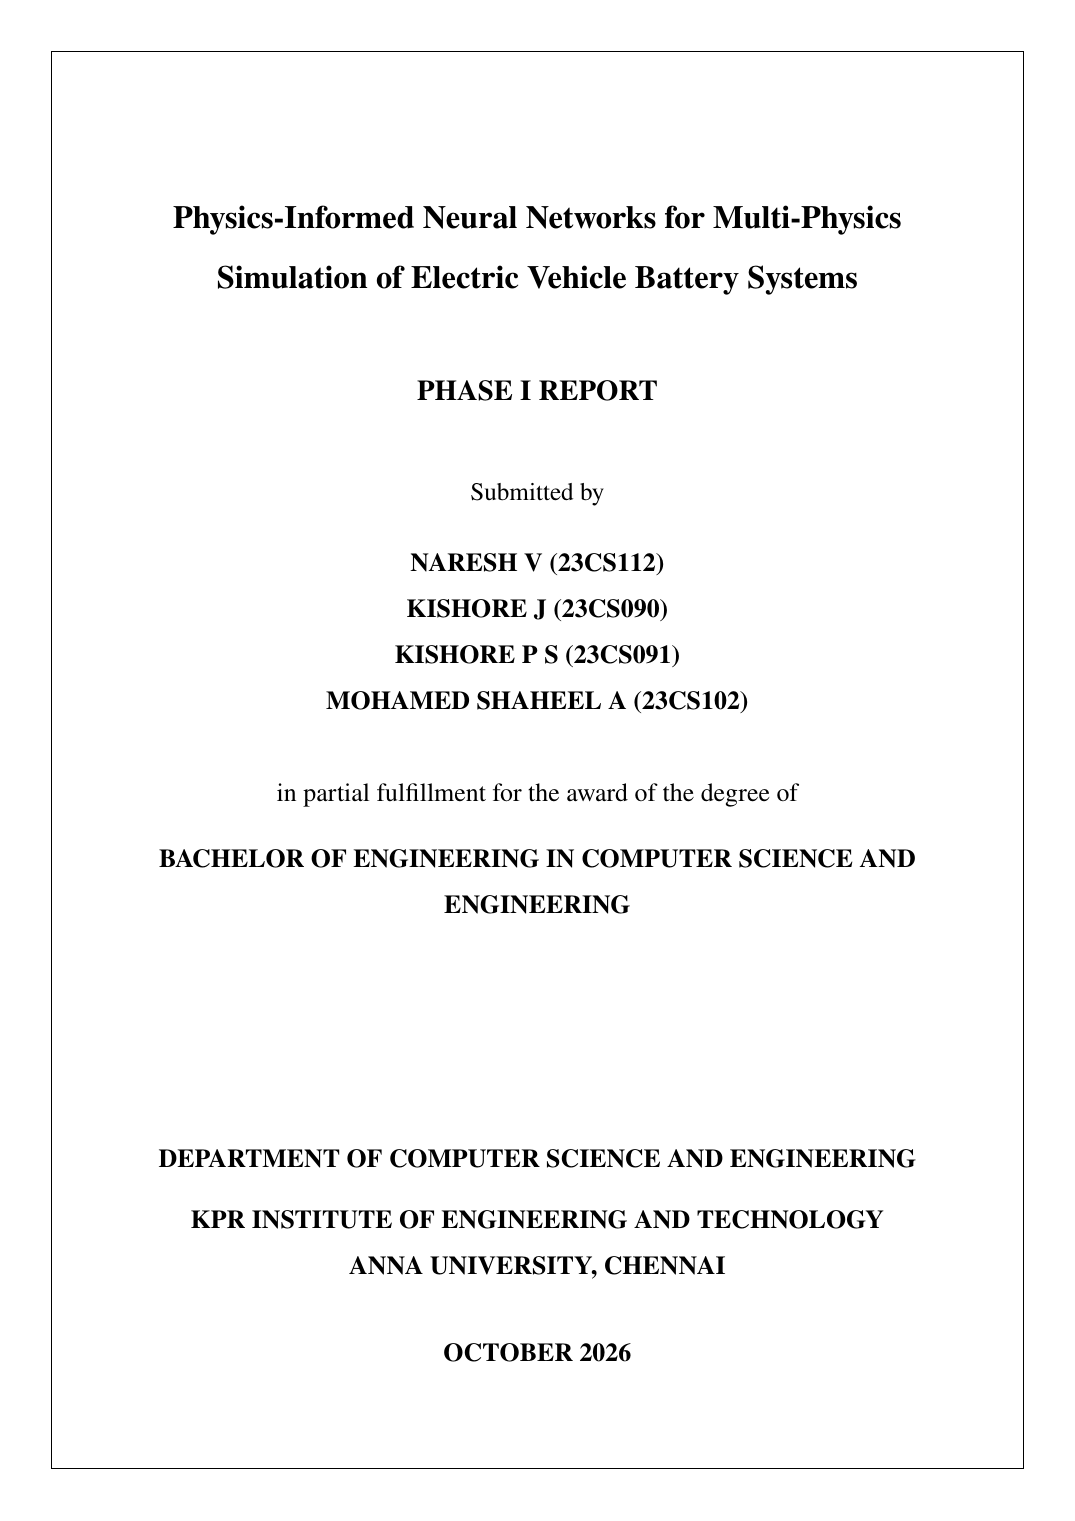 Physics-Informed Neural Networks for Multi-Physics
Simulation of Electric Vehicle Battery Systems
PHASE I REPORT
Submitted by
NARESH V (23CS112)
KISHORE J (23CS090)
KISHORE P S (23CS091)
MOHAMED SHAHEEL A (23CS102)
in partial fulfillment for the award of the degree of
BACHELOR OF ENGINEERING IN COMPUTER SCIENCE AND
ENGINEERING
DEPARTMENT OF COMPUTER SCIENCE AND ENGINEERING
KPR INSTITUTE OF ENGINEERING AND TECHNOLOGY
ANNA UNIVERSITY, CHENNAI
OCTOBER 2026